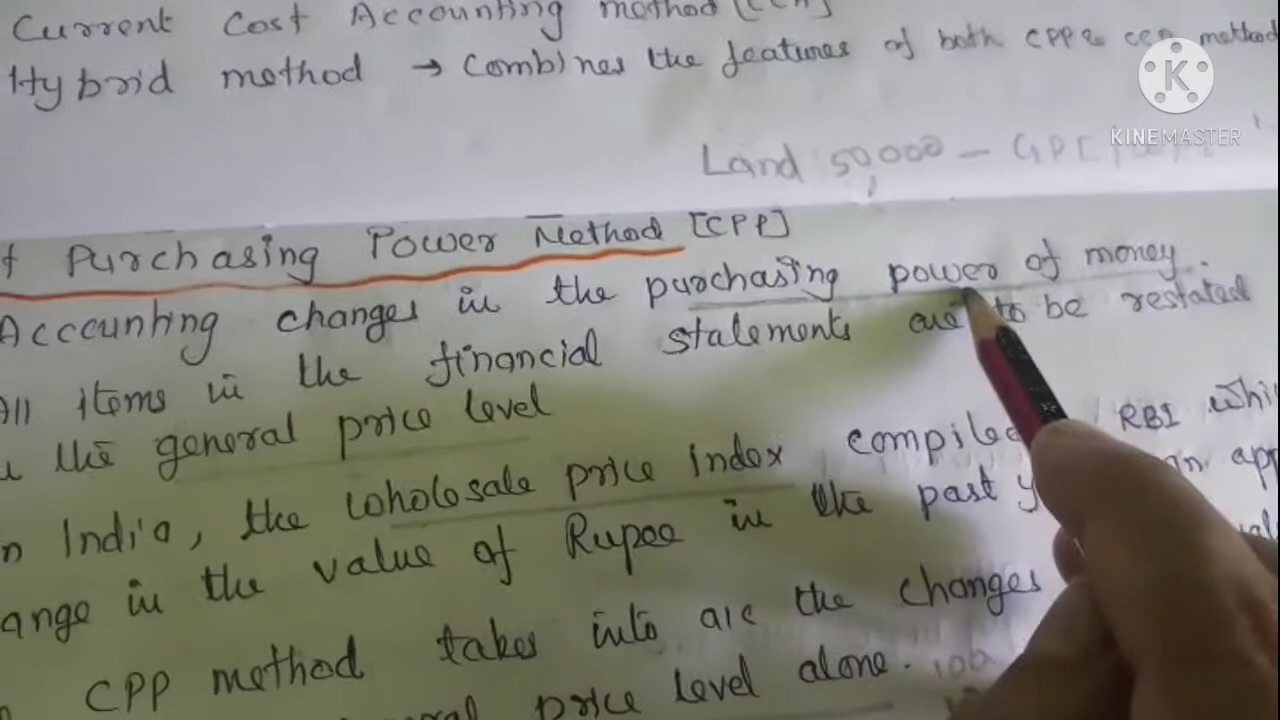 Current Cost Accounting method
Hybrid method → Combines the features of both CPP & CCA method
KINEMASTER
Land 50,000 –
Purchasing Power Method [CPP]
Accounting changes in the purchasing power of money.
All items in the financial statements are to be restated
the general price level
In India, the wholesale price index compiled RBI
in the value of Rupee in the past
CPP method takes into a/c the changes
price level alone.